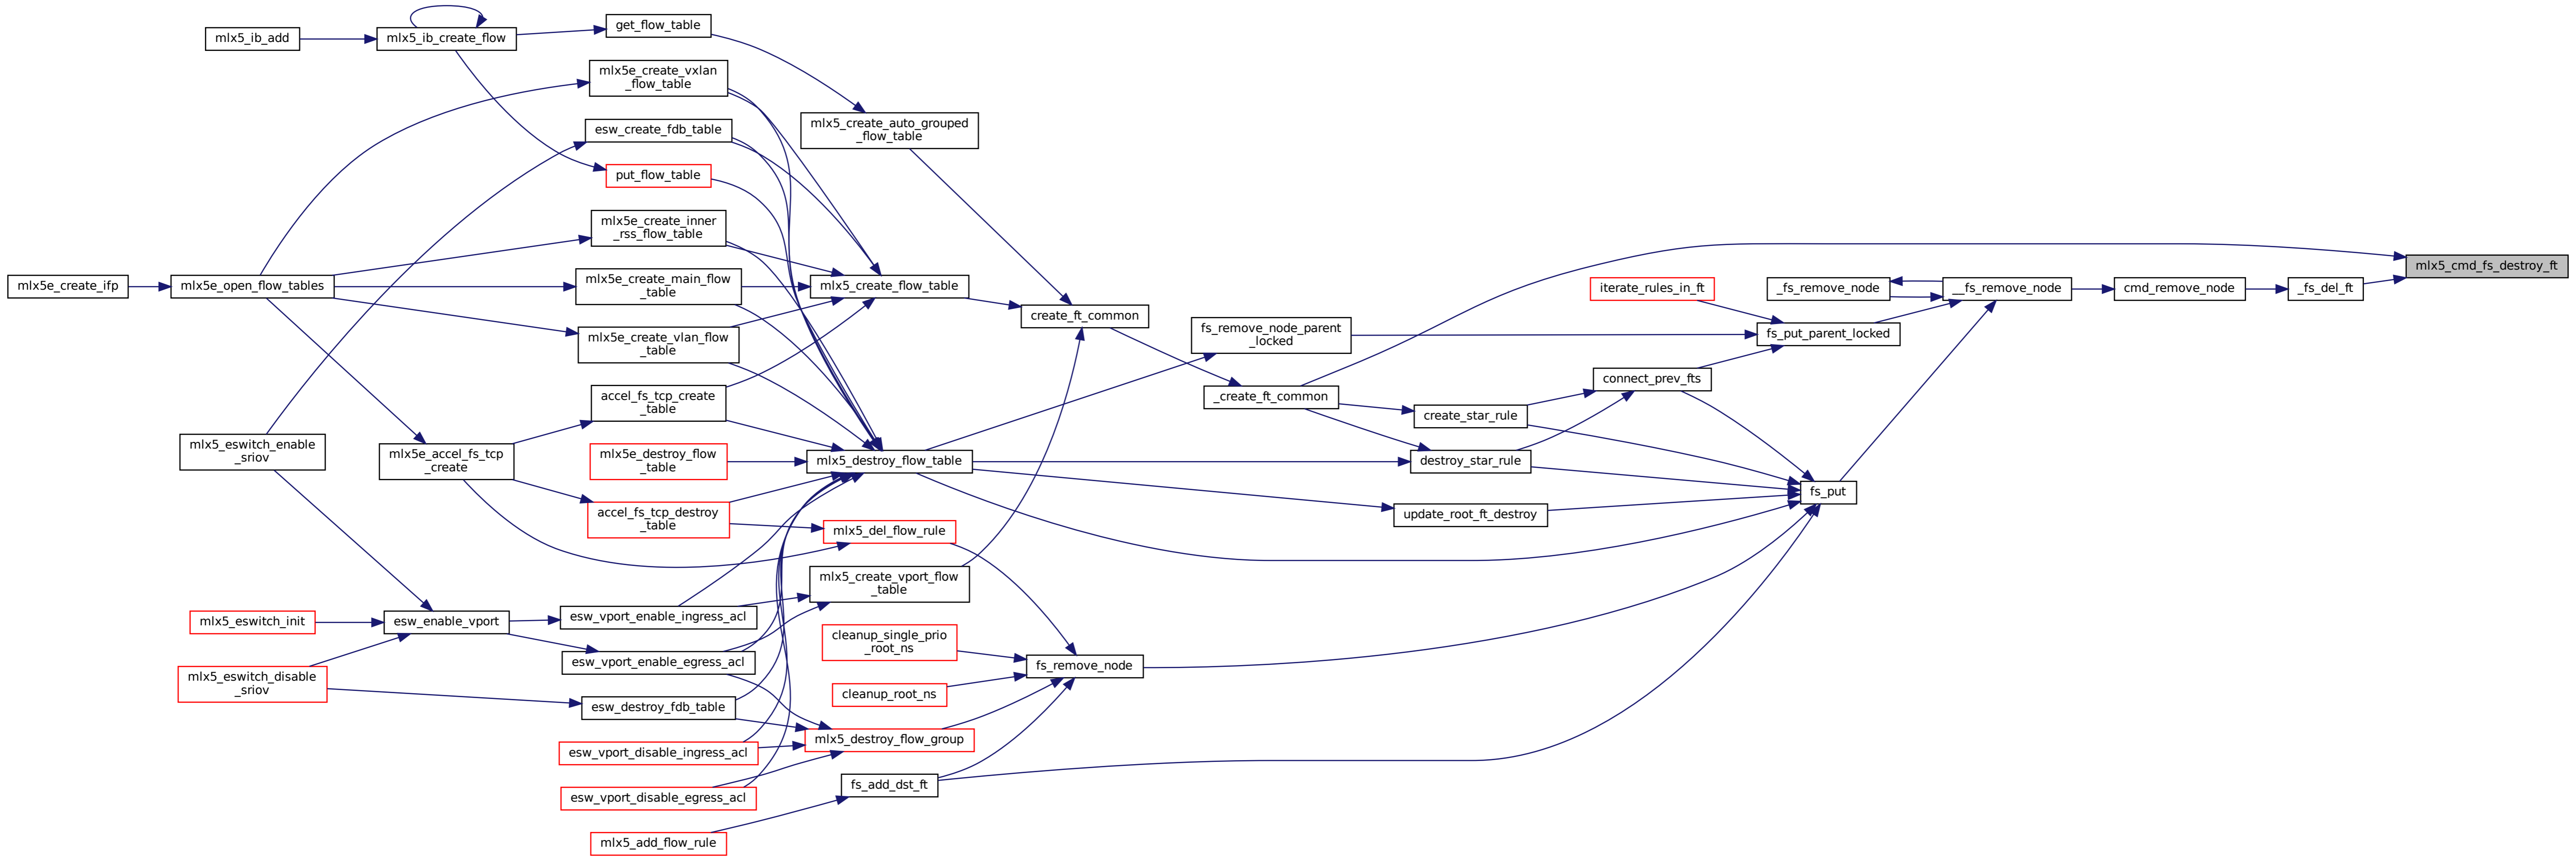 mlx5_ib_add
mlx5_ib_create_flow
get_flow_table
mlx5e_create_vxlan
_flow_table
esw_create_fdb_table
put_flow_table
mlx5_create_auto_grouped
_flow_table
mlx5e_create_inner
_rss_flow_table
mlx5e_create_ifp
mlx5e_open_flow_tables
mlx5e_create_main_flow
_table
mlx5_create_flow_table
create_ft_common
mlx5e_create_vlan_flow
_table
fs_remove_node_parent
_locked
iterate_rules_in_ft
_fs_remove_node
__fs_remove_node
cmd_remove_node
_fs_del_ft
mlx5_cmd_fs_destroy_ft
fs_put_parent_locked
connect_prev_fts
_create_ft_common
create_star_rule
accel_fs_tcp_create
_table
mlx5_eswitch_enable
_sriov
mlx5e_accel_fs_tcp
_create
mlx5e_destroy_flow
_table
mlx5_destroy_flow_table
destroy_star_rule
fs_put
accel_fs_tcp_destroy
_table
update_root_ft_destroy
mlx5_del_flow_rule
mlx5_create_vport_flow
_table
mlx5_eswitch_init
esw_enable_vport
esw_vport_enable_ingress_acl
cleanup_single_prio
_root_ns
esw_vport_enable_egress_acl
fs_remove_node
mlx5_eswitch_disable
_sriov
cleanup_root_ns
esw_destroy_fdb_table
mlx5_destroy_flow_group
esw_vport_disable_ingress_acl
fs_add_dst_ft
esw_vport_disable_egress_acl
mlx5_add_flow_rule